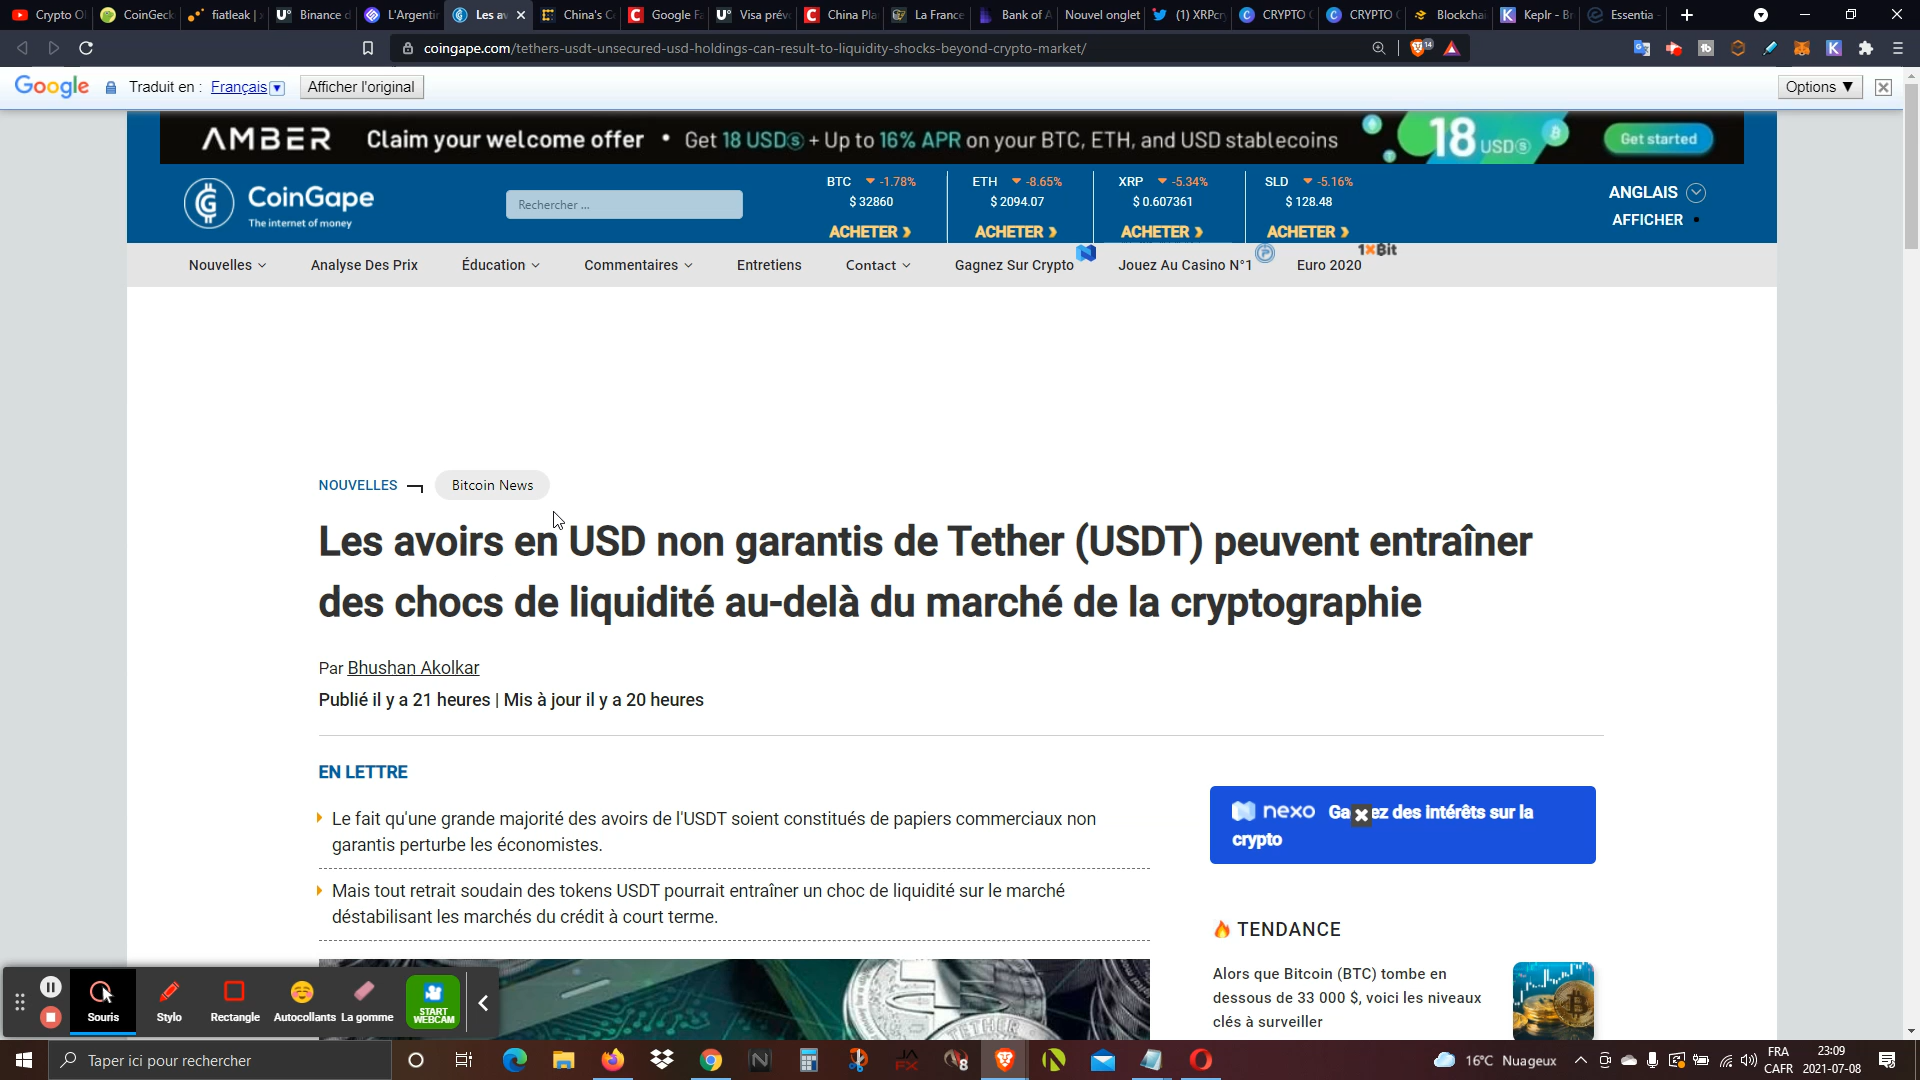 Crypto O
CoinGeck
fiatleak |
Binance d
L'Argenti
Les av
China's C
Google F
Visa prév
China Pla
La France
Bank of A
Nouvel onglet
(1) XRPcr
CRYPTO
CRYPTO
Blockcha
Keplr - Br
Essentia -
coingape.com/tethers-usdt-unsecured-usd-holdings-can-result-to-liquidity-shocks-beyond-crypto-market/
Google Traduit en : Français Afficher l'original Options
AMBER Claim your welcome offer • Get 18 USDⓈ + Up to 16% APR on your BTC, ETH, and USD stablecoins 18 USDⓈ Get started
CoinGape
The internet of money
Rechercher ...
BTC -1.78%
$ 32860
ACHETER
ETH -8.65%
$ 2094.07
ACHETER
XRP -5.34%
$ 0.607361
ACHETER
SLD -5.16%
$ 128.48
ACHETER
ANGLAIS
AFFICHER
Nouvelles Analyse Des Prix Éducation Commentaires Entretiens Contact Gagnez Sur Crypto Jouez Au Casino N°1 Euro 2020 1xBit
NOUVELLES Bitcoin News
Les avoirs en USD non garantis de Tether (USDT) peuvent entraîner
des chocs de liquidité au-delà du marché de la cryptographie
Par Bhushan Akolkar
Publié il y a 21 heures | Mis à jour il y a 20 heures
EN LETTRE
Le fait qu'une grande majorité des avoirs de l'USDT soient constitués de papiers commerciaux non
garantis perturbe les économistes.
Mais tout retrait soudain des tokens USDT pourrait entraîner un choc de liquidité sur le marché
déstabilisant les marchés du crédit à court terme.
nexo Ga ez des intérêts sur la
crypto
TENDANCE
Alors que Bitcoin (BTC) tombe en
dessous de 33 000 $, voici les niveaux
clés à surveiller
TETHER
Souris Stylo Rectangle Autocollants La gomme START
WEBCAM
Taper ici pour rechercher
16°C Nuageux
FRA
CAFR
23:09
2021-07-08